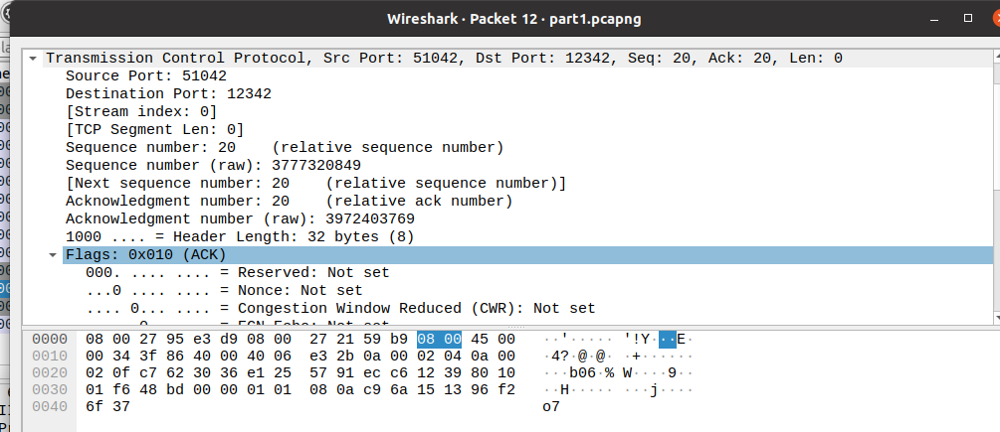 Wireshark · Packet 12 · part1.pcapng
Transmission Control Protocol, Src Port: 51042, Dst Port: 12342, Seq: 20, Ack: 20, Len: 0
Source Port: 51042
Destination Port: 12342
[Stream index: 0]
[TCP Segment Len: 0]
Sequence number: 20    (relative sequence number)
Sequence number (raw): 3777320849
[Next sequence number: 20    (relative sequence number)]
Acknowledgment number: 20    (relative ack number)
Acknowledgment number (raw): 3972403769
1000 .... = Header Length: 32 bytes (8)
Flags: 0x010 (ACK)
000. .... .... = Reserved: Not set
...0 .... .... = Nonce: Not set
.... 0... .... = Congestion Window Reduced (CWR): Not set
0000  08 00 27 95 e3 d9 08 00  27 21 59 b9 08 00 45 00  ··'·····'!Y···E·
0010  00 34 3f 86 40 00 40 06  e3 2b 0a 00 02 04 0a 00  ·4?·@·@··+······
0020  02 0f c7 62 30 36 e1 25  57 91 ec c6 12 39 80 10  ···b06·%W····9··
0030  01 f6 48 bd 00 00 01 01  08 0a c9 6a 15 13 96 f2  ··H········j····
0040  6f 37  o7